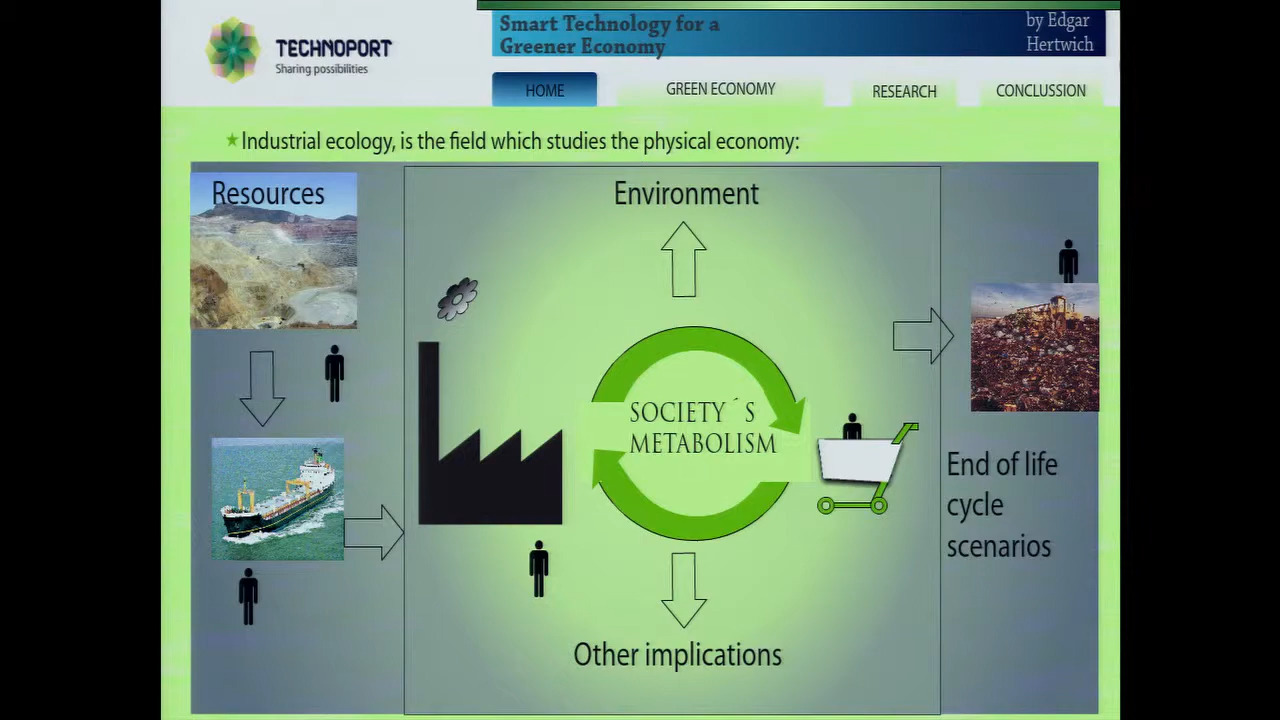 TECHNOPORT
Sharing possibilities
Smart Technology for a
Greener Economy
by Edgar
Hertwich
HOME
GREEN ECONOMY
RESEARCH
CONCLUSSION
Industrial ecology, is the field which studies the physical economy:
Resources
Environment
SOCIETY´S
METABOLISM
End of life
cycle
scenarios
Other implications